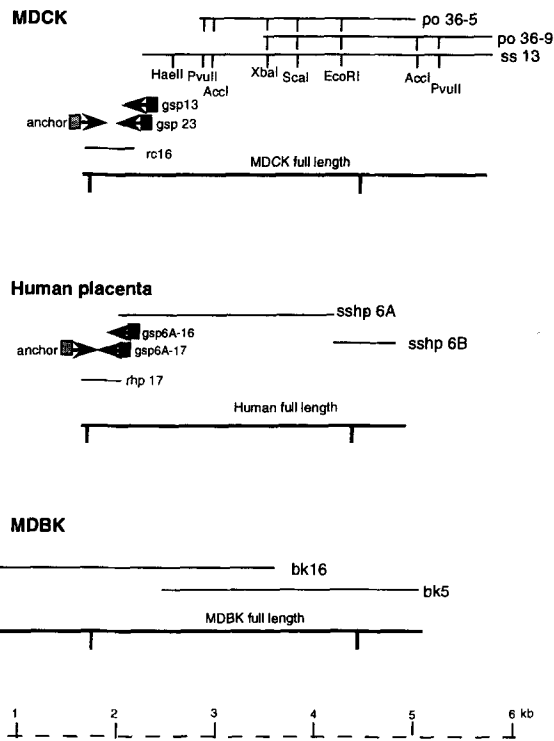 MDCK
po 36-5
po 36-9
ss 13
HaeII PvuII AccI XbaI ScaI EcoRI AccI PvuII
gsp13
anchor gsp 23
rc16
MDCK full length
Human placenta
sshp 6A
gsp6A-16
sshp 6B
anchor gsp6A-17
rhp 17
Human full length
MDBK
bk16
bk5
MDBK full length
1 2 3 4 5 6 kb